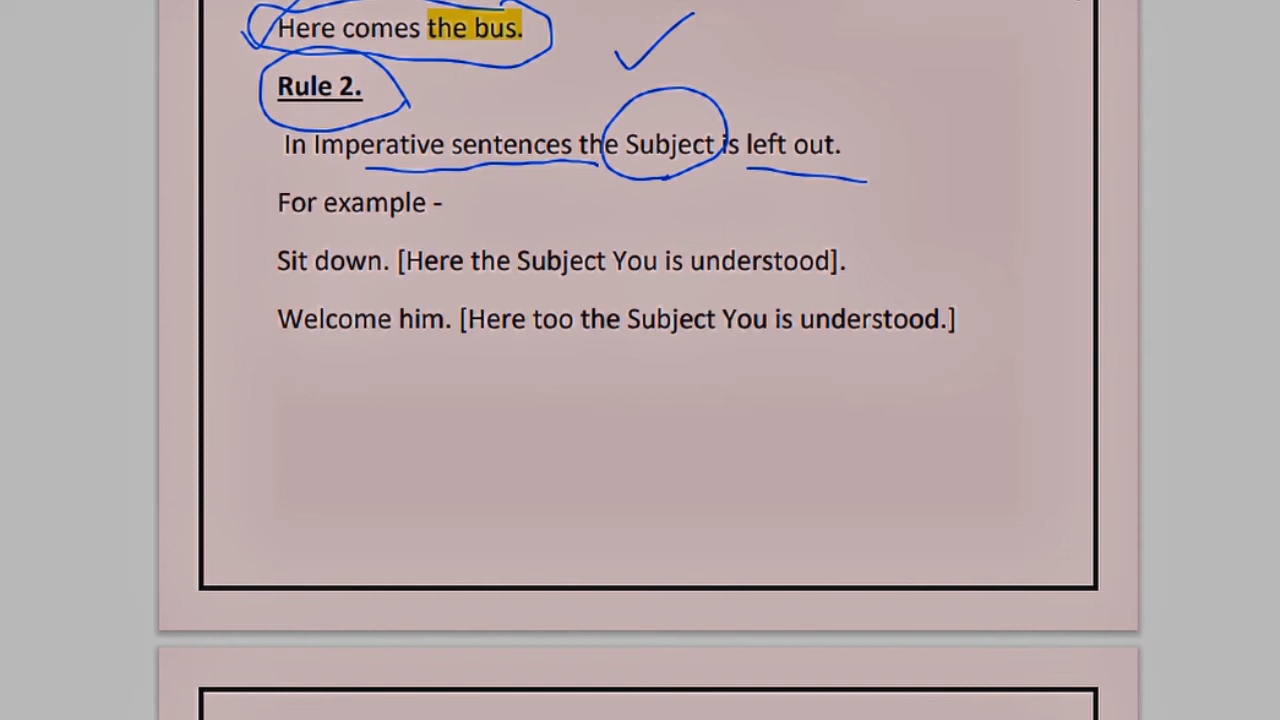 Here comes the bus.
Rule 2.
In Imperative sentences the Subject is left out.
For example -
Sit down. [Here the Subject You is understood].
Welcome him. [Here too the Subject You is understood.]